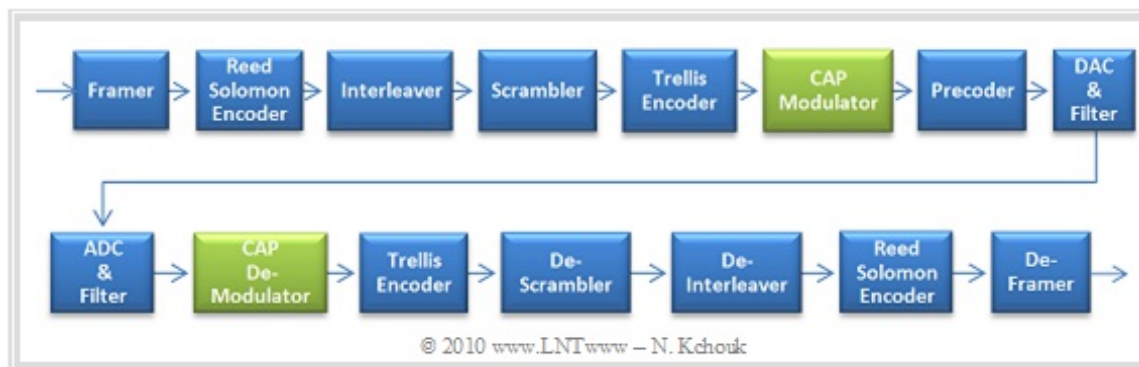 Framer
Reed
Solomon
Encoder
Interleaver
Scrambler
Trellis
Encoder
CAP
Modulator
Precoder
DAC
&
Filter
ADC
&
Filter
CAP
De-
Modulator
Trellis
Encoder
De-
Scrambler
De-
Interleaver
Reed
Solomon
Encoder
De-
Framer
© 2010 www.LNTwww – N. Kchouk